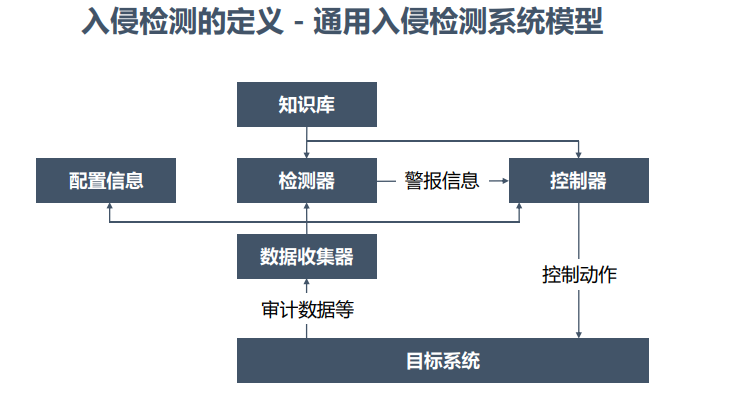 入侵检测的定义 - 通用入侵检测系统模型
知识库
配置信息
检测器
警报信息
控制器
数据收集器
控制动作
审计数据等
目标系统